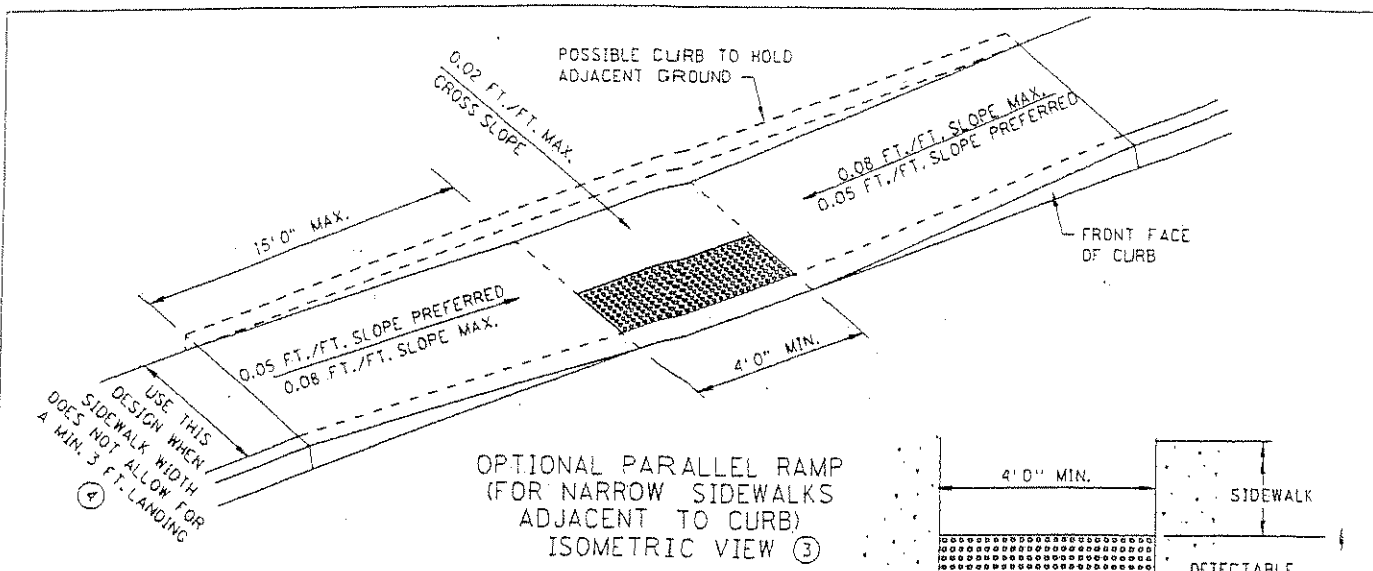 0.02 FT./FT. MAX.
CROSS SLOPE
POSSIBLE CURB TO HOLD
ADJACENT GROUND
0.08 FT./FT. SLOPE MAX.
0.05 FT./FT. SLOPE PREFERRED
15'0" MAX.
FRONT FACE
OF CURB
0.05 FT./FT. SLOPE PREFERRED
0.08 FT./FT. SLOPE MAX.
4'0" MIN.
USE THIS
DESIGN WHEN
SIDEWALK WIDTH
DOES NOT ALLOW FOR
A MIN. 3 FT. LANDING
④
OPTIONAL PARALLEL RAMP
(FOR NARROW SIDEWALKS
ADJACENT TO CURB)
ISOMETRIC VIEW ③
4'0" MIN.
SIDEWALK
DETECTABLE